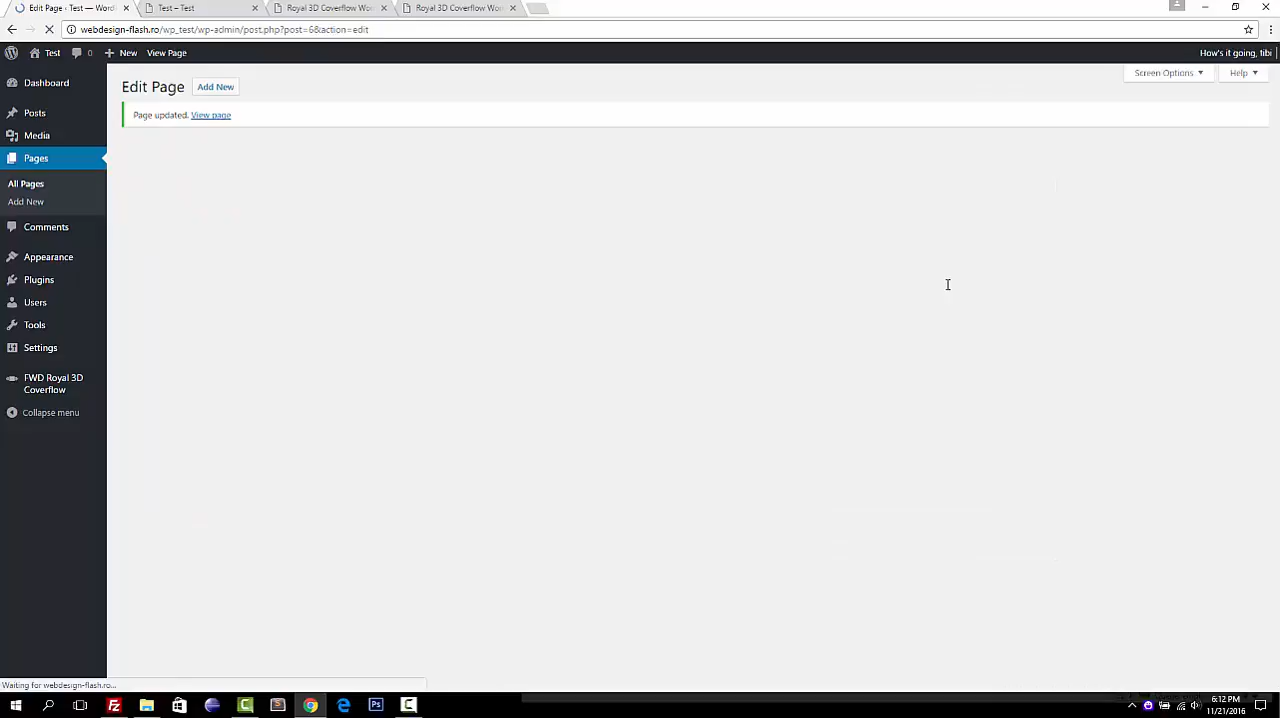 Edit Page ‹ Test — Word
Test – Test
Royal 3D Coverflow Wo
Royal 3D Coverflow Wo
webdesign-flash.ro/wp_test/wp-admin/post.php?post=6&action=edit
Test
0
New
View Page
How's it going, tibi
Dashboard
Posts
Media
Pages
All Pages
Add New
Comments
Appearance
Plugins
Users
Tools
Settings
FWD Royal 3D
Coverflow
Collapse menu
Edit Page
Add New
Screen Options
Help
Page updated. View page
Waiting for webdesign-flash.ro...
6:12 PM
11/21/2016